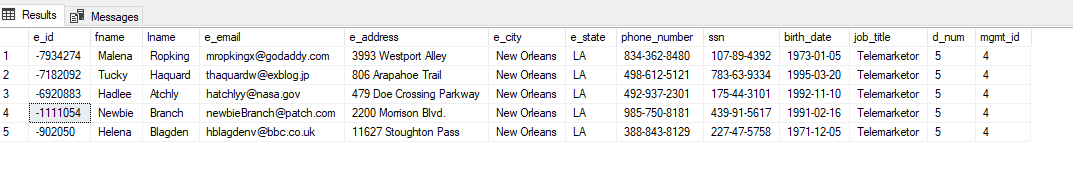 Results Messages
e_id fname lname e_email e_address e_city e_state phone_number ssn birth_date job_title d_num mgmt_id
1 -7934274 Malena Ropking mropkingx@godaddy.com 3993 Westport Alley New Orleans LA 834-362-8480 107-89-4392 1973-01-05 Telemarketor 5 4
2 -7182092 Tucky Haquard thaquardw@exblog.jp 806 Arapahoe Trail New Orleans LA 498-612-5121 783-63-9334 1995-03-20 Telemarketor 5 4
3 -6920883 Hadlee Atchly hatchlyy@nasa.gov 479 Doe Crossing Parkway New Orleans LA 492-937-2301 175-44-3101 1992-11-10 Telemarketor 5 4
4 -1111054 Newbie Branch newbieBranch@patch.com 2200 Morrison Blvd. New Orleans LA 985-750-8181 439-91-5617 1991-02-16 Telemarketor 5 4
5 -902050 Helena Blagden hblagdenv@bbc.co.uk 11627 Stoughton Pass New Orleans LA 388-843-8129 227-47-5758 1971-12-05 Telemarketor 5 4